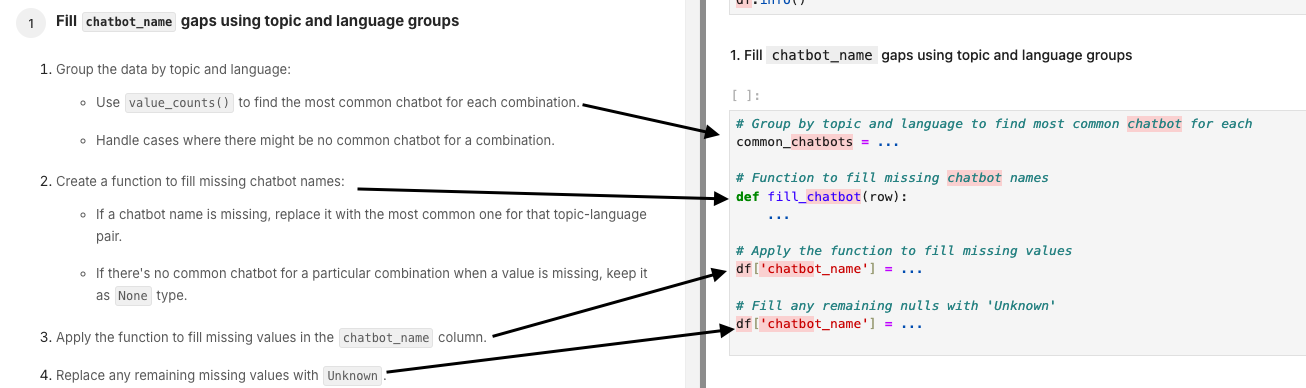 1 Fill chatbot_name gaps using topic and language groups
1. Group the data by topic and language:
Use value_counts() to find the most common chatbot for each combination.
Handle cases where there might be no common chatbot for a combination.
2. Create a function to fill missing chatbot names:
If a chatbot name is missing, replace it with the most common one for that topic-language
pair.
If there's no common chatbot for a particular combination when a value is missing, keep it
as None type.
3. Apply the function to fill missing values in the chatbot_name column.
4. Replace any remaining missing values with Unknown.
df.info()
1. Fill chatbot_name gaps using topic and language groups
[ ]:
# Group by topic and language to find most common chatbot for each
common_chatbots = ...
# Function to fill missing chatbot names
def fill_chatbot(row):
...
# Apply the function to fill missing values
df['chatbot_name'] = ...
# Fill any remaining nulls with 'Unknown'
df['chatbot_name'] = ...